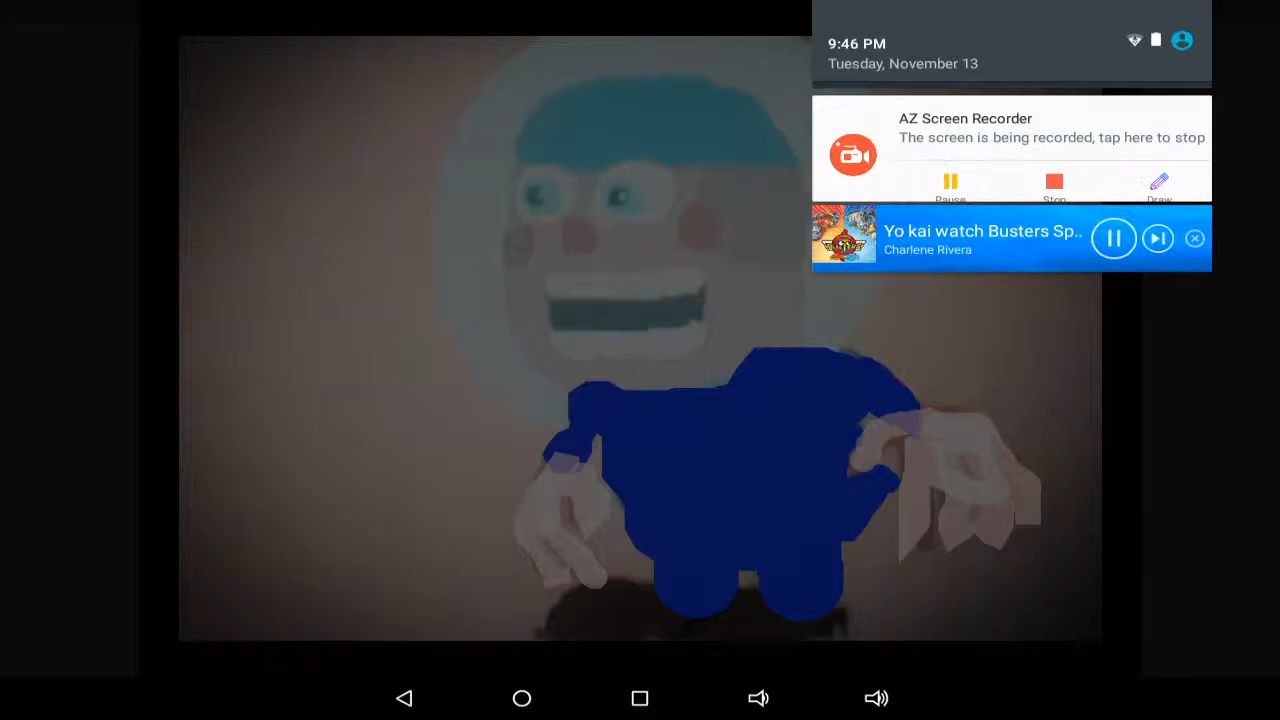 9:46 PM
Tuesday, November 13
AZ Screen Recorder
The screen is being recorded, tap here to stop
Pause Stop Draw
Yo kai watch Busters Sp..
Charlene Rivera